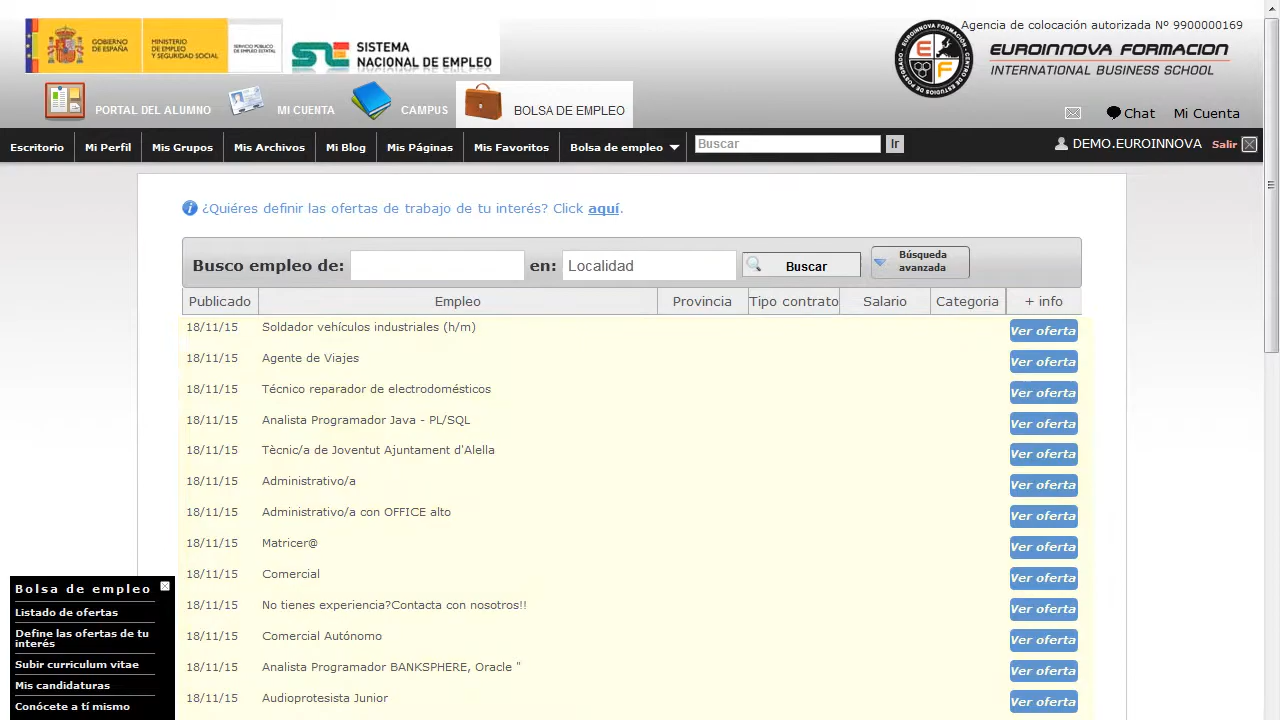 Agencia de colocación autorizada Nº 9900000169
GOBIERNO
DE ESPAÑA
MINISTERIO
DE EMPLEO
Y SEGURIDAD SOCIAL
SERVICIO PÚBLICO
DE EMPLEO ESTATAL
SISTEMA
NACIONAL DE EMPLEO
EUROINNOVA FORMACION
INTERNATIONAL BUSINESS SCHOOL
PORTAL DEL ALUMNO
MI CUENTA
CAMPUS
BOLSA DE EMPLEO
Chat
Mi Cuenta
Escritorio Mi Perfil Mis Grupos Mis Archivos Mi Blog Mis Páginas Mis Favoritos Bolsa de empleo Buscar Ir DEMO.EUROINNOVA Salir
¿Quiéres definir las ofertas de trabajo de tu interés? Click aquí.
Busco empleo de: en: Localidad Buscar
Búsqueda
avanzada
Publicado Empleo Provincia Tipo contrato Salario Categoria + info
18/11/15 Soldador vehículos industriales (h/m) Ver oferta
18/11/15 Agente de Viajes Ver oferta
18/11/15 Técnico reparador de electrodomésticos Ver oferta
18/11/15 Analista Programador Java - PL/SQL Ver oferta
18/11/15 Tècnic/a de Joventut Ajuntament d'Alella Ver oferta
18/11/15 Administrativo/a Ver oferta
18/11/15 Administrativo/a con OFFICE alto Ver oferta
18/11/15 Matricer@ Ver oferta
18/11/15 Comercial Ver oferta
18/11/15 No tienes experiencia?Contacta con nosotros!! Ver oferta
18/11/15 Comercial Autónomo Ver oferta
18/11/15 Analista Programador BANKSPHERE, Oracle " Ver oferta
18/11/15 Audioprotesista Junior Ver oferta
Bolsa de empleo
Listado de ofertas
Define las ofertas de tu
interés
Subir curriculum vitae
Mis candidaturas
Conócete a tí mismo